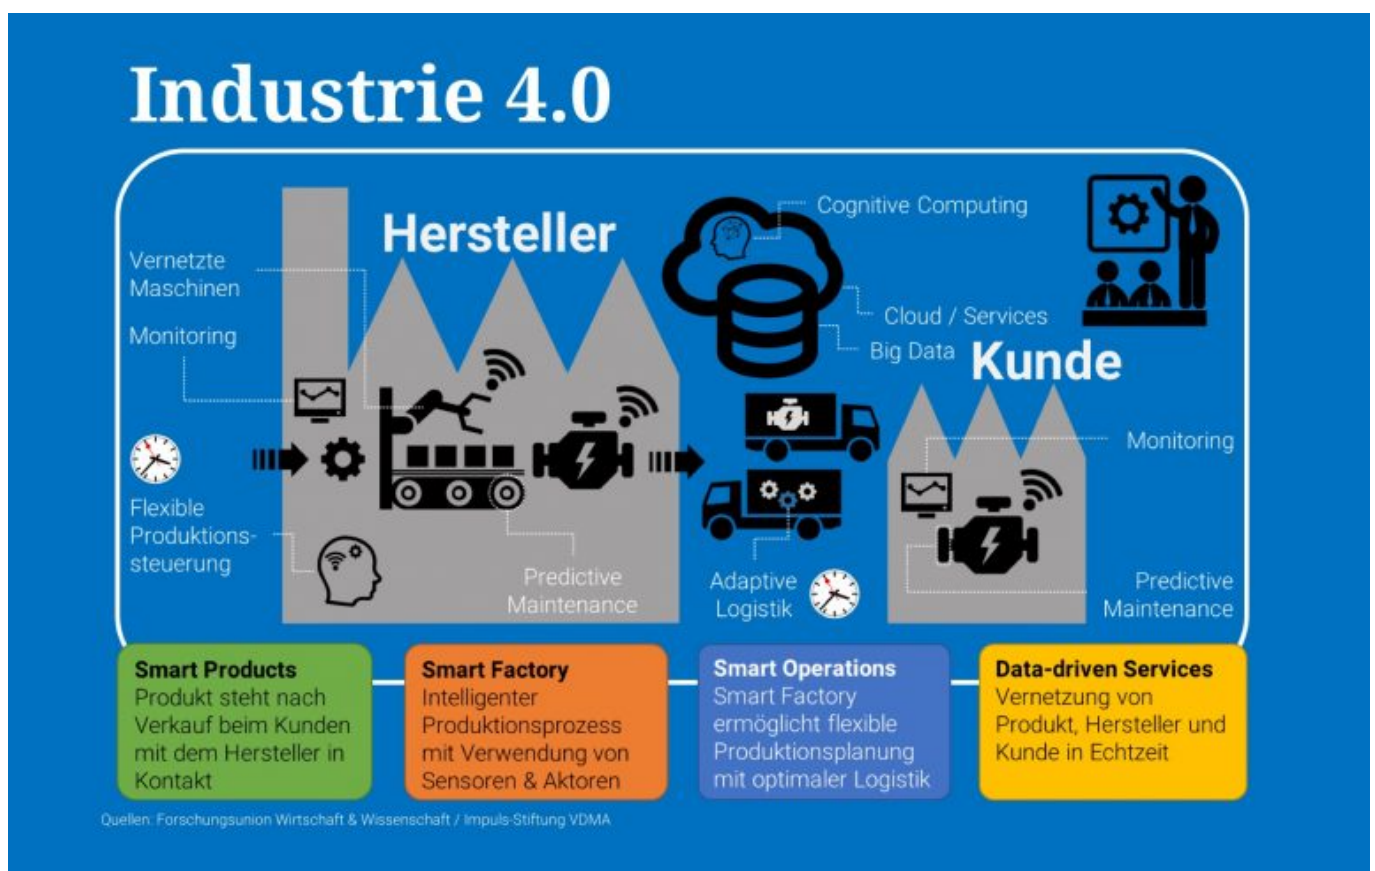 Industrie 4.0
Hersteller
Vernetzte
Maschinen
Monitoring
Flexible
Produktions-
steuerung
Predictive
Maintenance
Cognitive Computing
Cloud / Services
Big Data
Kunde
Adaptive
Logistik
Monitoring
Predictive
Maintenance
Smart Products
Produkt steht nach
Verkauf beim Kunden
mit dem Hersteller in
Kontakt
Smart Factory
Intelligenter
Produktionsprozess
mit Verwendung von
Sensoren & Aktoren
Smart Operations
Smart Factory
ermöglicht flexible
Produktionsplanung
mit optimaler Logistik
Data-driven Services
Vernetzung von
Produkt, Hersteller und
Kunde in Echtzeit
Quellen: Forschungsunion Wirtschaft & Wissenschaft / Impuls-Stiftung VDMA